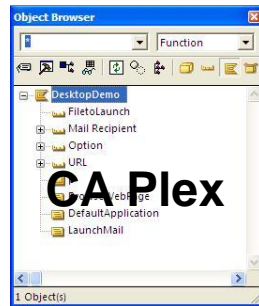 Object Browser
*
Function
DesktopDemo
FiletoLaunch
Mail Recipient
Option
URL
CA Plex
DefaultApplication
LaunchMail
1 Object(s)